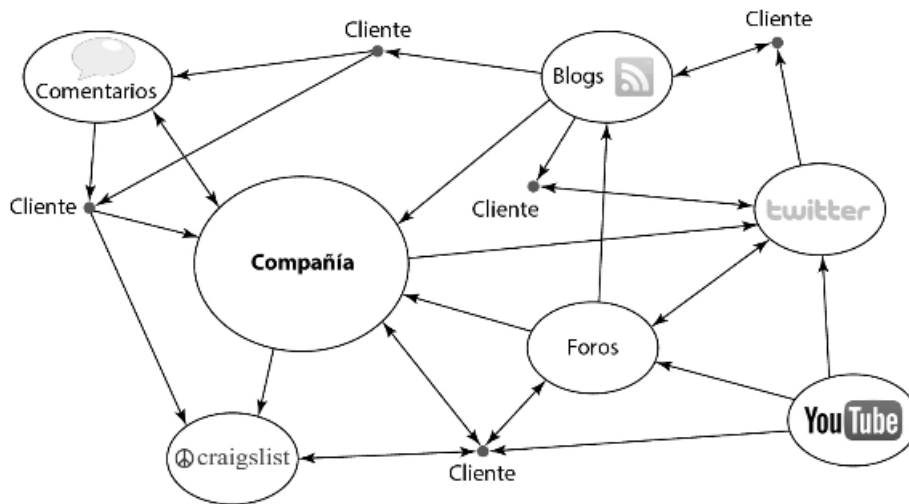 Cliente
Cliente
Comentarios
Blogs
Cliente
Cliente
twitter
Compañía
Foros
YouTube
craigslist
Cliente